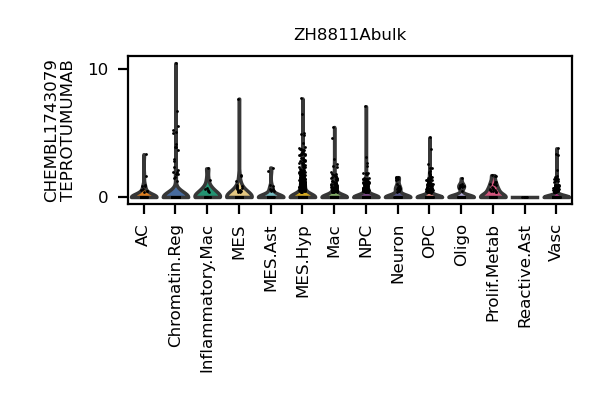 ZH8811Abulk
CHEMBL1743079
TEPROTUMUMAB
10
0
AC
Chromatin.Reg
Inflammatory.Mac
MES
MES.Ast
MES.Hyp
Mac
NPC
Neuron
OPC
Oligo
Prolif.Metab
Reactive.Ast
Vasc